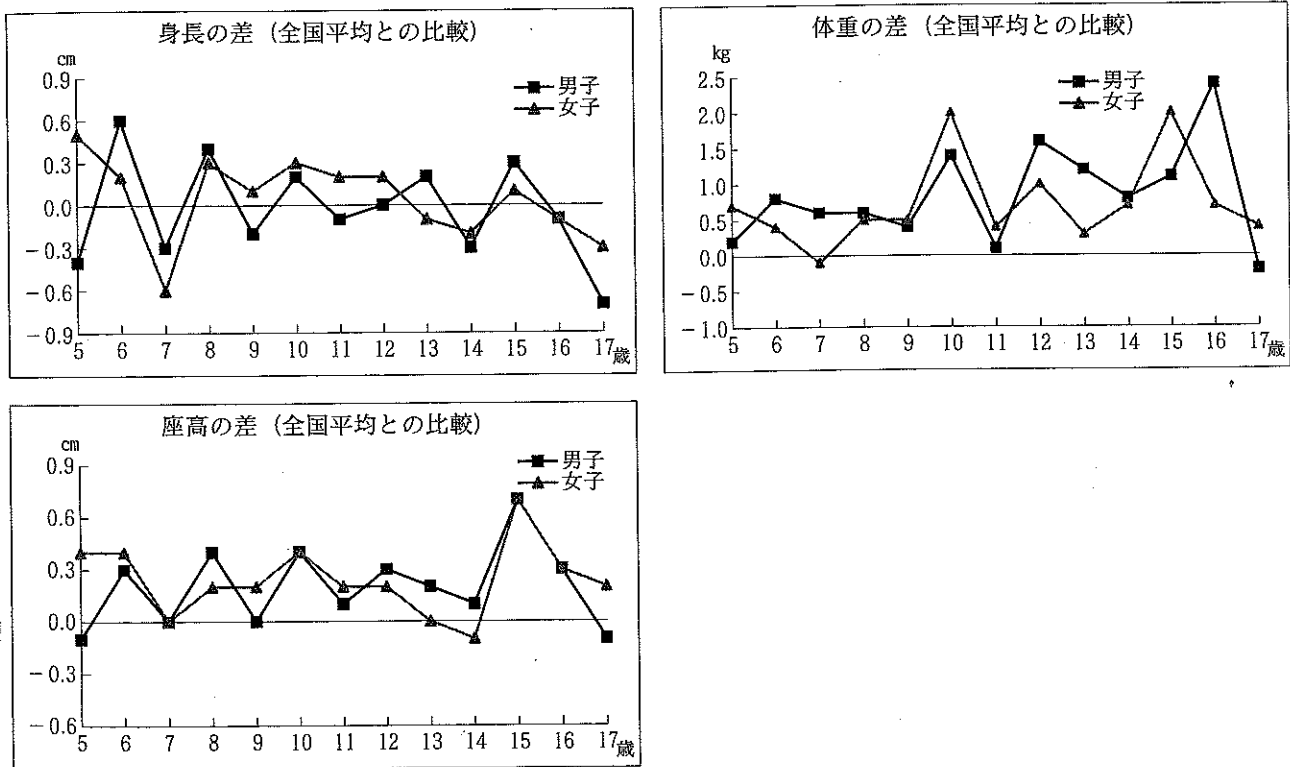 身長の差 (全国平均との比較)
cm
0.9
0.6
0.3
0.0
-0.3
-0.6
-0.9
男子
女子
5 6 7 8 9 10 11 12 13 14 15 16 17歳
体重の差 (全国平均との比較)
kg
2.5
2.0
1.5
1.0
0.5
0.0
-0.5
-1.0
男子
女子
5 6 7 8 9 10 11 12 13 14 15 16 17歳
座高の差 (全国平均との比較)
cm
0.9
0.6
0.3
0.0
-0.3
-0.6
男子
女子
5 6 7 8 9 10 11 12 13 14 15 16 17歳